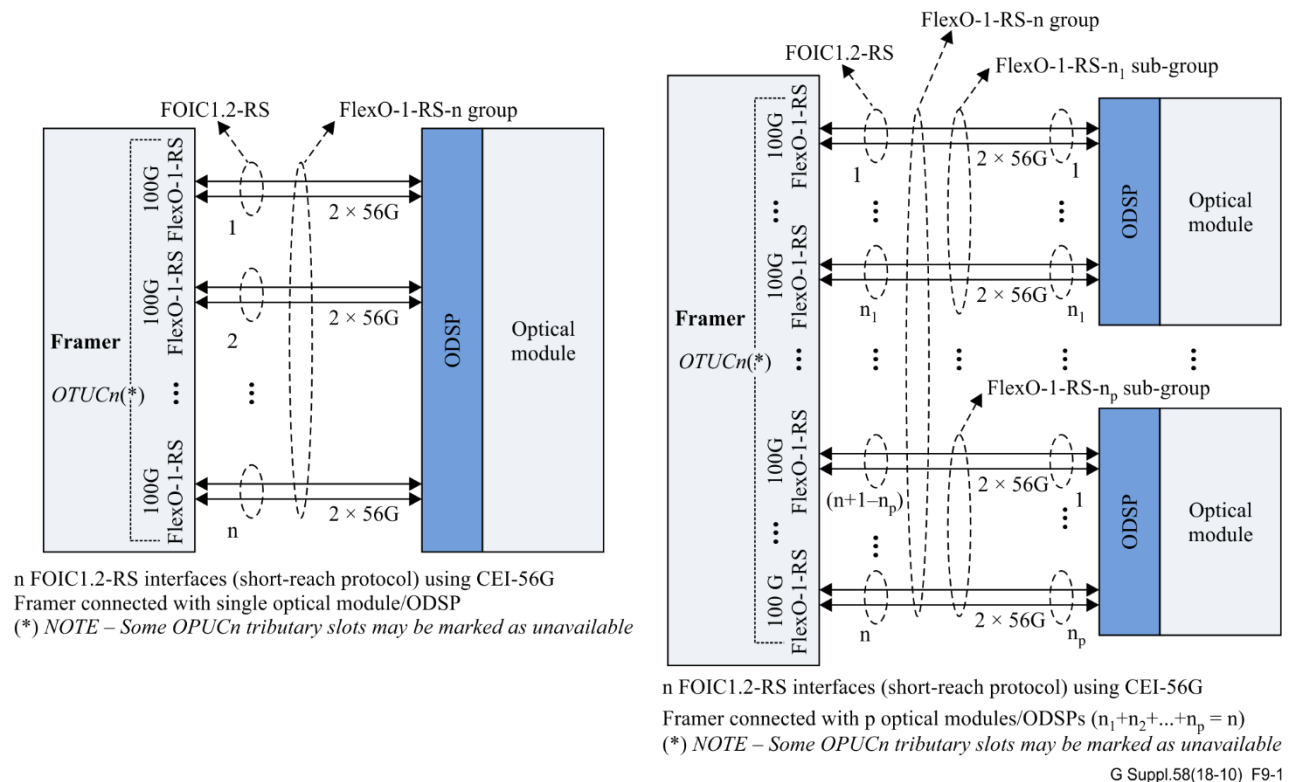 FOIC1.2-RS
FlexO-1-RS-n group
Framer
OTUCn(*)
100G
FlexO-1-RS
100G
FlexO-1-RS
...
100G
FlexO-1-RS
1
2 × 56G
2
2 × 56G
...
n
2 × 56G
ODSP
Optical
module
n FOIC1.2-RS interfaces (short-reach protocol) using CEI-56G
Framer connected with single optical module/ODSP
(*) NOTE – Some OPUCn tributary slots may be marked as unavailable
FlexO-1-RS-n group
FOIC1.2-RS
FlexO-1-RS-n₁ sub-group
Framer
OTUCn(*)
100G
FlexO-1-RS
...
100G
FlexO-1-RS
...
100G
FlexO-1-RS
...
100 G
FlexO-1-RS
1
2 × 56G
1
...
...
n₁
2 × 56G
n₁
ODSP
Optical
module
...
...
...
FlexO-1-RS-nₚ sub-group
(n+1–nₚ)
2 × 56G
1
...
...
n
2 × 56G
nₚ
ODSP
Optical
module
n FOIC1.2-RS interfaces (short-reach protocol) using CEI-56G
Framer connected with p optical modules/ODSPs (n₁+n₂+...+nₚ = n)
(*) NOTE – Some OPUCn tributary slots may be marked as unavailable
G Suppl.58(18-10)_F9-1